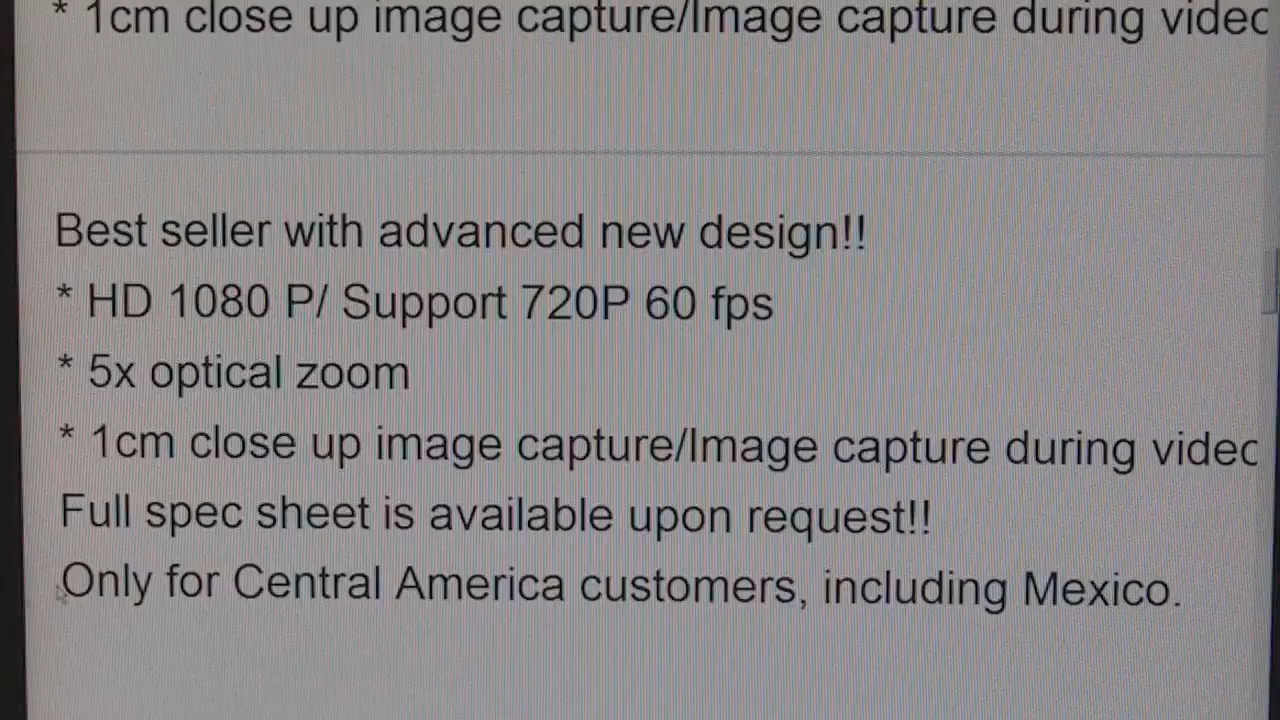 * 1cm close up image capture/Image capture during
Best seller with advanced new design!!
* HD 1080 P/ Support 720P 60 fps
* 5x optical zoom
* 1cm close up image capture/Image capture during
Full spec sheet is available upon request!!
Only for Central America customers, including Mexico.